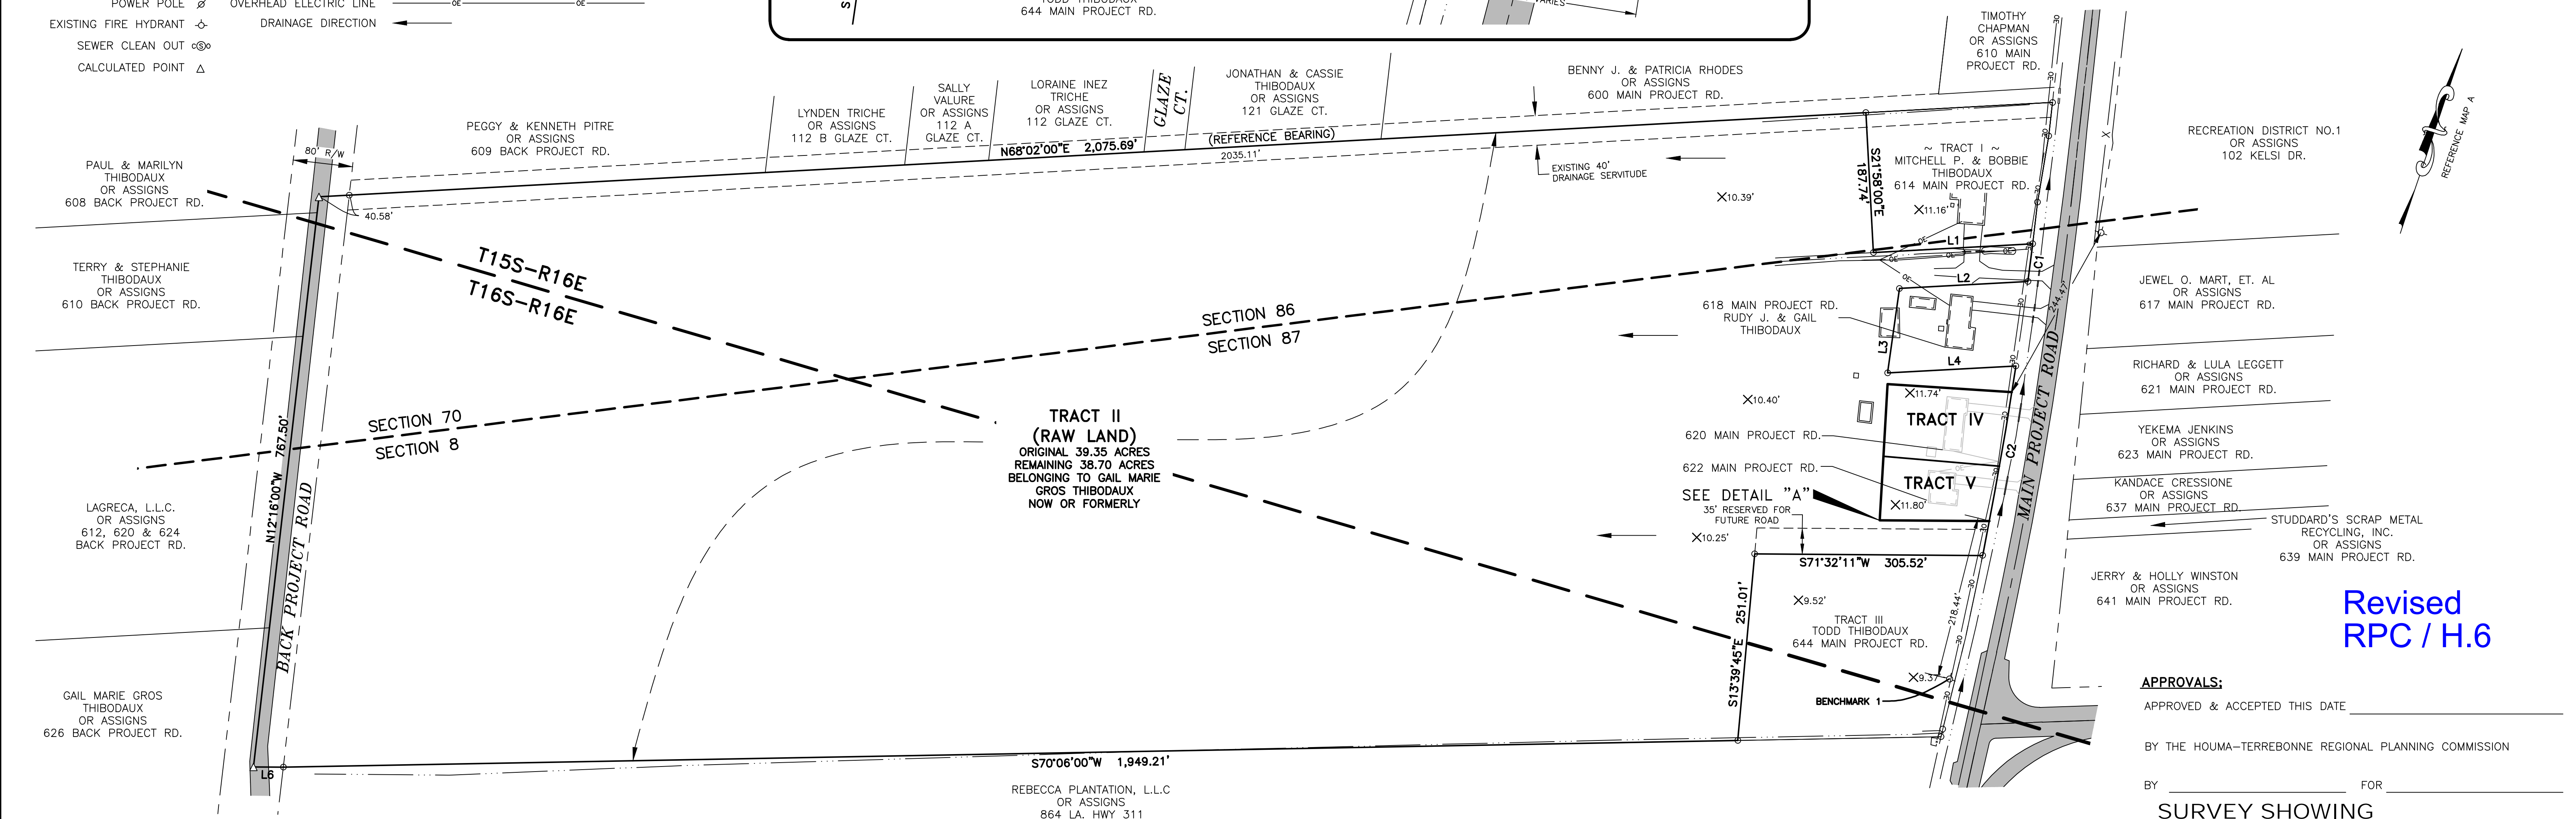 POWER POLE
OVERHEAD ELECTRIC LINE
OE
OE
EXISTING FIRE HYDRANT
DRAINAGE DIRECTION
SEWER CLEAN OUT
CALCULATED POINT
S
TODD THIBODAUX
644 MAIN PROJECT RD.
VARIES
TIMOTHY
CHAPMAN
OR ASSIGNS
610 MAIN
PROJECT RD.
PAUL & MARILYN
THIBODAUX
OR ASSIGNS
608 BACK PROJECT RD.
80' R/W
PEGGY & KENNETH PITRE
OR ASSIGNS
609 BACK PROJECT RD.
LYNDEN TRICHE
OR ASSIGNS
112 B GLAZE CT.
SALLY
VALURE
OR ASSIGNS
112 A
GLAZE CT.
LORAINE INEZ
TRICHE
OR ASSIGNS
112 GLAZE CT.
GLAZE
CT.
JONATHAN & CASSIE
THIBODAUX
OR ASSIGNS
121 GLAZE CT.
BENNY J. & PATRICIA RHODES
OR ASSIGNS
600 MAIN PROJECT RD.
N68°02'00"E 2,075.69'
(REFERENCE BEARING)
2035.11'
EXISTING 40'
DRAINAGE SERVITUDE
40.58'
10.39'
S21°58'00"E
187.74'
~ TRACT I ~
MITCHELL P. & BOBBIE
THIBODAUX
614 MAIN PROJECT RD.
11.16'
RECREATION DISTRICT NO.1
OR ASSIGNS
102 KELSI DR.
REFERENCE MAP A
X
TERRY & STEPHANIE
THIBODAUX
OR ASSIGNS
610 BACK PROJECT RD.
T15S-R16E
T16S-R16E
L1
L2
C1
OE
OE
OE
OE
244.47'
SECTION 86
SECTION 87
618 MAIN PROJECT RD.
RUDY J. & GAIL
THIBODAUX
L3
L4
JEWEL O. MART, ET. AL
OR ASSIGNS
617 MAIN PROJECT RD.
RICHARD & LULA LEGGETT
OR ASSIGNS
621 MAIN PROJECT RD.
SECTION 70
SECTION 8
N12°16'00"W 767.50'
BACK PROJECT ROAD
TRACT II
(RAW LAND)
ORIGINAL 39.35 ACRES
REMAINING 38.70 ACRES
BELONGING TO GAIL MARIE
GROS THIBODAUX
NOW OR FORMERLY
10.40'
11.74'
TRACT IV
620 MAIN PROJECT RD.
C2
MAIN PROJECT ROAD
YEKEMA JENKINS
OR ASSIGNS
623 MAIN PROJECT RD.
622 MAIN PROJECT RD.
TRACT V
11.80'
SEE DETAIL "A"
35' RESERVED FOR
FUTURE ROAD
KANDACE CRESSIONE
OR ASSIGNS
637 MAIN PROJECT RD.
LAGRECA, L.L.C.
OR ASSIGNS
612, 620 & 624
BACK PROJECT RD.
STUDDARD'S SCRAP METAL
RECYCLING, INC.
OR ASSIGNS
639 MAIN PROJECT RD.
10.25'
S71°32'11"W 305.52'
S13°39'45"E 251.01'
9.52'
TRACT III
TODD THIBODAUX
644 MAIN PROJECT RD.
218.44'
JERRY & HOLLY WINSTON
OR ASSIGNS
641 MAIN PROJECT RD.
Revised
RPC / H.6
9.37'
BENCHMARK 1
GAIL MARIE GROS
THIBODAUX
OR ASSIGNS
626 BACK PROJECT RD.
L6
S70°06'00"W 1,949.21'
REBECCA PLANTATION, L.L.C
OR ASSIGNS
864 LA. HWY 311
APPROVALS:
APPROVED & ACCEPTED THIS DATE
BY THE HOUMA-TERREBONNE REGIONAL PLANNING COMMISSION
BY FOR
SURVEY SHOWING